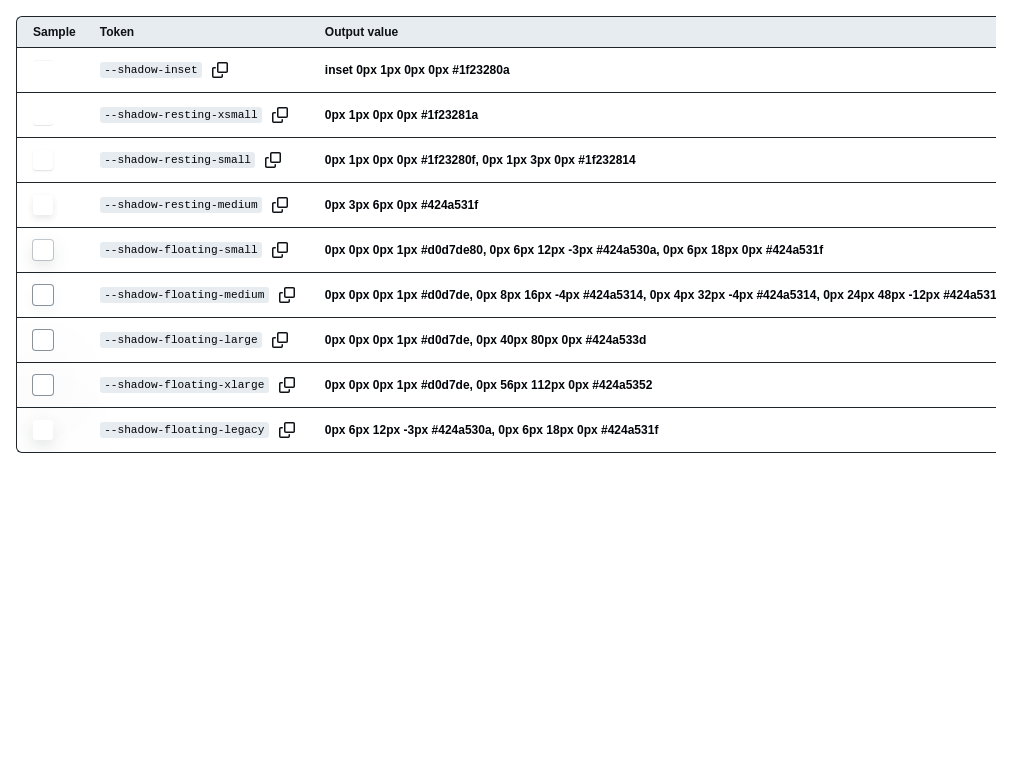 Sample Token Output value
--shadow-inset inset 0px 1px 0px 0px #1f23280a
--shadow-resting-xsmall 0px 1px 0px 0px #1f23281a
--shadow-resting-small 0px 1px 0px 0px #1f23280f, 0px 1px 3px 0px #1f232814
--shadow-resting-medium 0px 3px 6px 0px #424a531f
--shadow-floating-small 0px 0px 0px 1px #d0d7de80, 0px 6px 12px -3px #424a530a, 0px 6px 18px 0px #424a531f
--shadow-floating-medium 0px 0px 0px 1px #d0d7de, 0px 8px 16px -4px #424a5314, 0px 4px 32px -4px #424a5314, 0px 24px 48px -12px #424a531
--shadow-floating-large 0px 0px 0px 1px #d0d7de, 0px 40px 80px 0px #424a533d
--shadow-floating-xlarge 0px 0px 0px 1px #d0d7de, 0px 56px 112px 0px #424a5352
--shadow-floating-legacy 0px 6px 12px -3px #424a530a, 0px 6px 18px 0px #424a531f